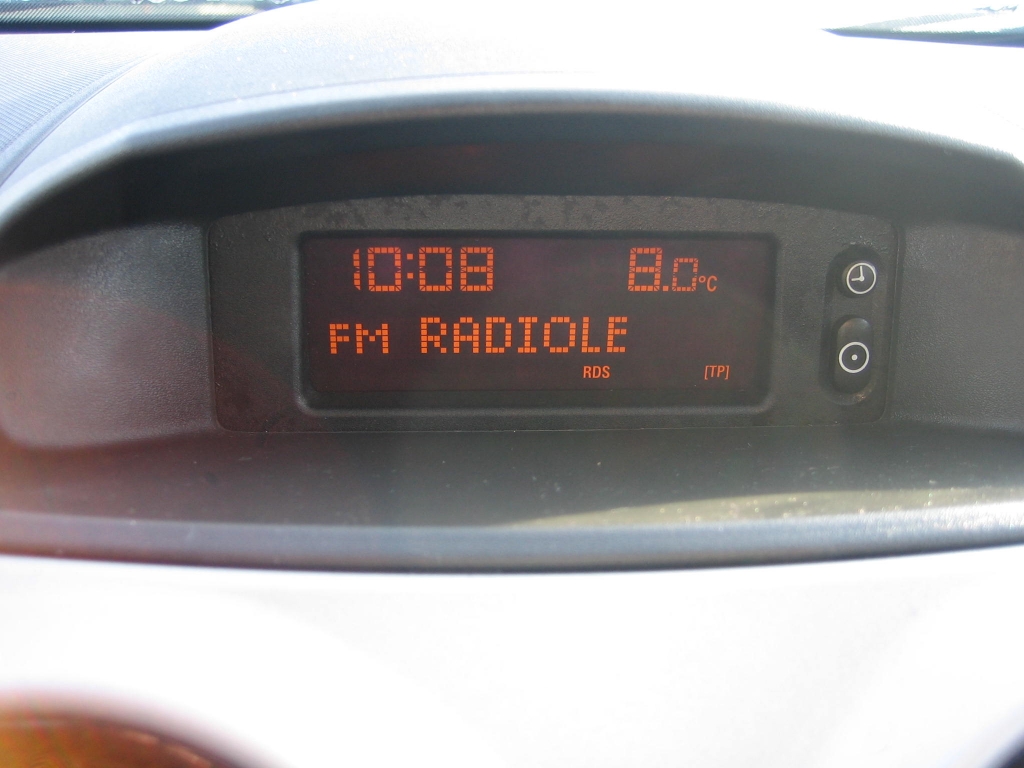 10:08 8.0°C
FM RADIOLE
RDS [TP]